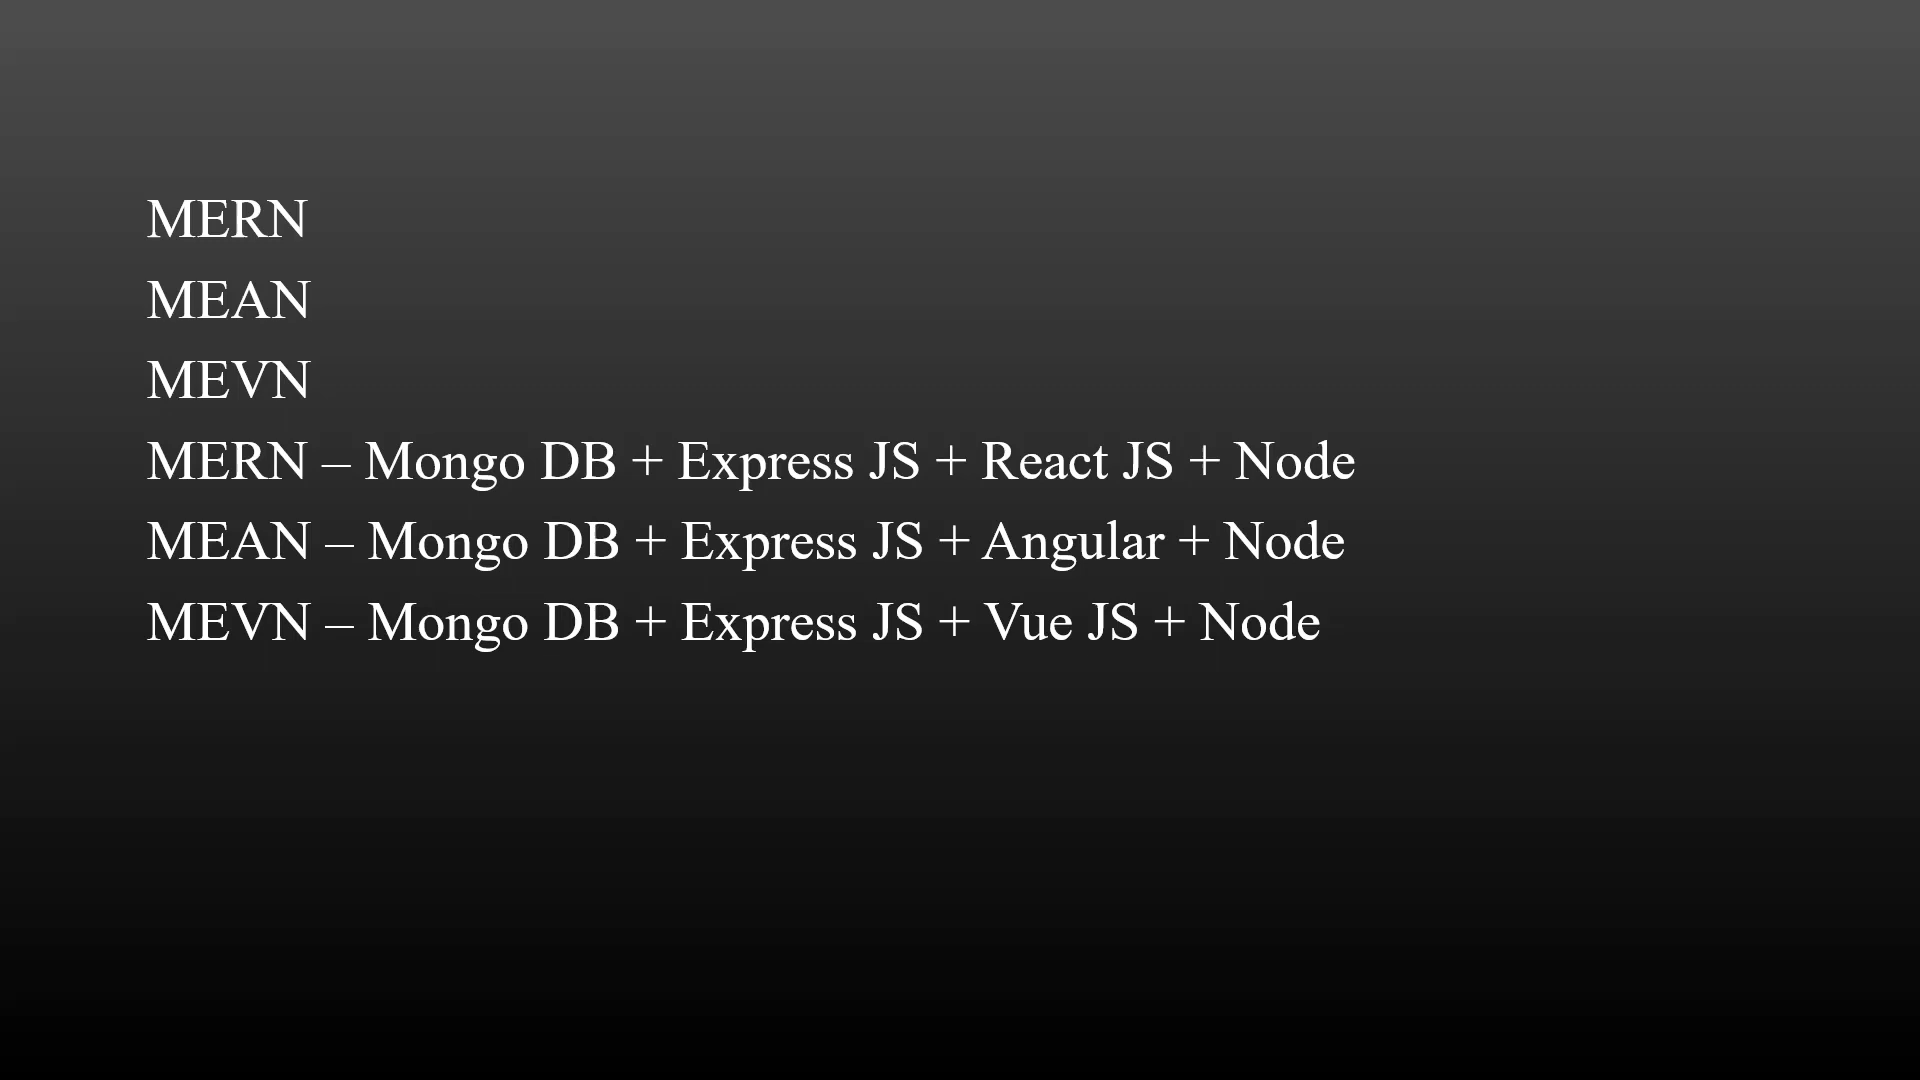 MERN
MEAN
MEVN
MERN – Mongo DB + Express JS + React JS + Node
MEAN – Mongo DB + Express JS + Angular + Node
MEVN – Mongo DB + Express JS + Vue JS + Node